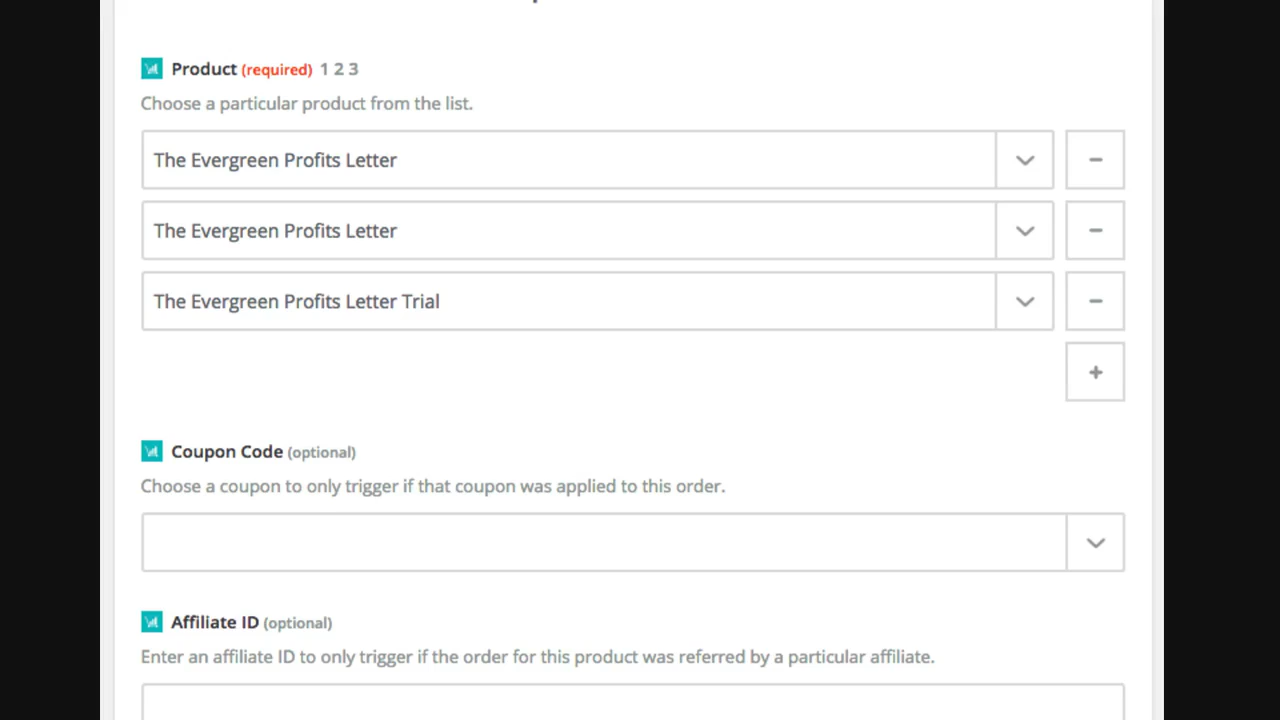 Product (required) 1 2 3
Choose a particular product from the list.
The Evergreen Profits Letter
The Evergreen Profits Letter
The Evergreen Profits Letter Trial
Coupon Code (optional)
Choose a coupon to only trigger if that coupon was applied to this order.
Affiliate ID (optional)
Enter an affiliate ID to only trigger if the order for this product was referred by a particular affiliate.